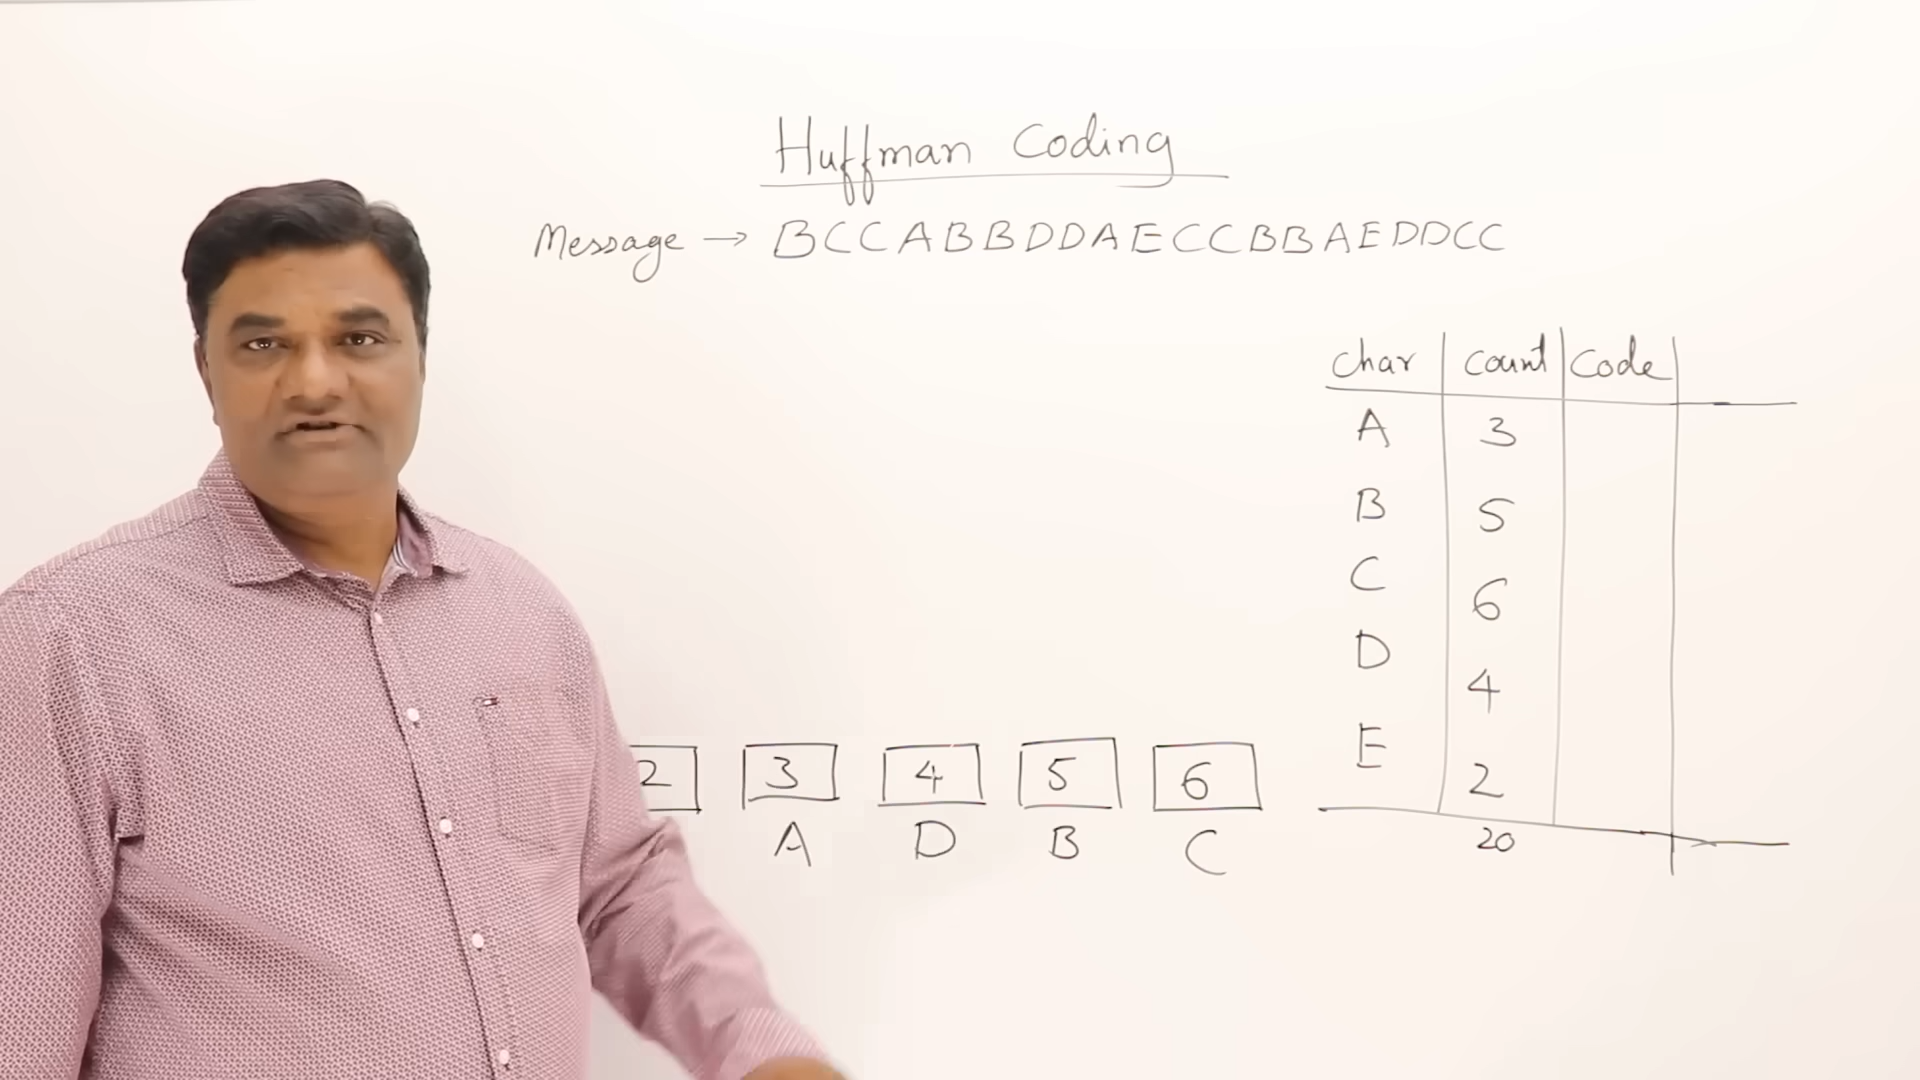 Huffman Coding
Message → BCCABBDDAECCBBAEDDCC
Char Count Code
A 3
B 5
C 6
D 4
E 2
20
2 3 4 5 6
A D B C